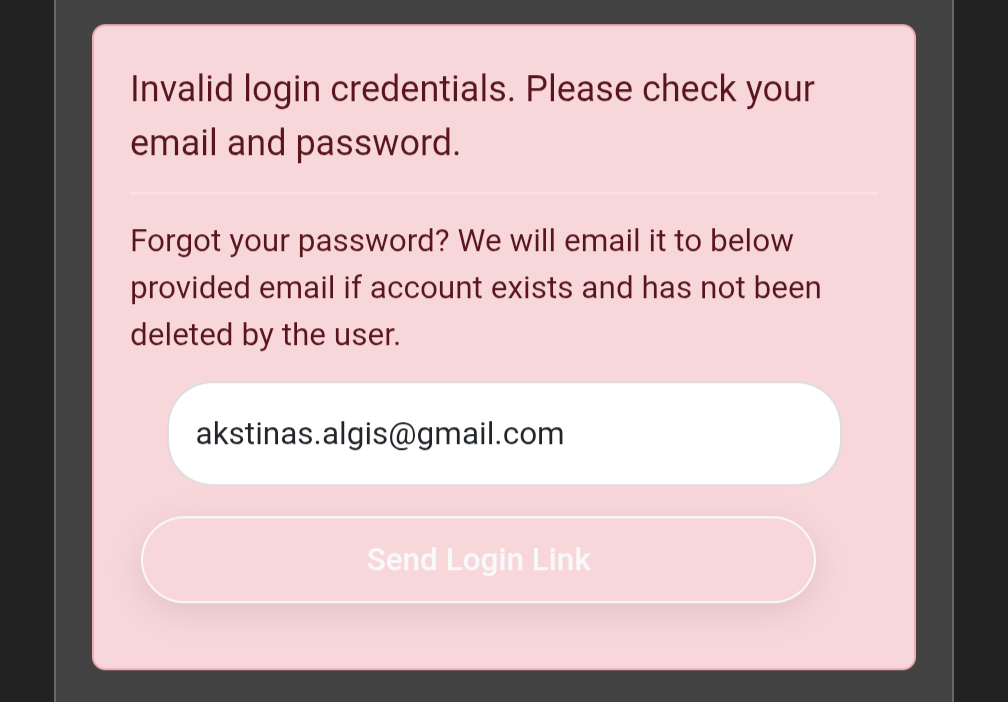 Invalid login credentials. Please check your
email and password.
Forgot your password? We will email it to below
provided email if account exists and has not been
deleted by the user.
akstinas.algis@gmail.com
Send Login Link